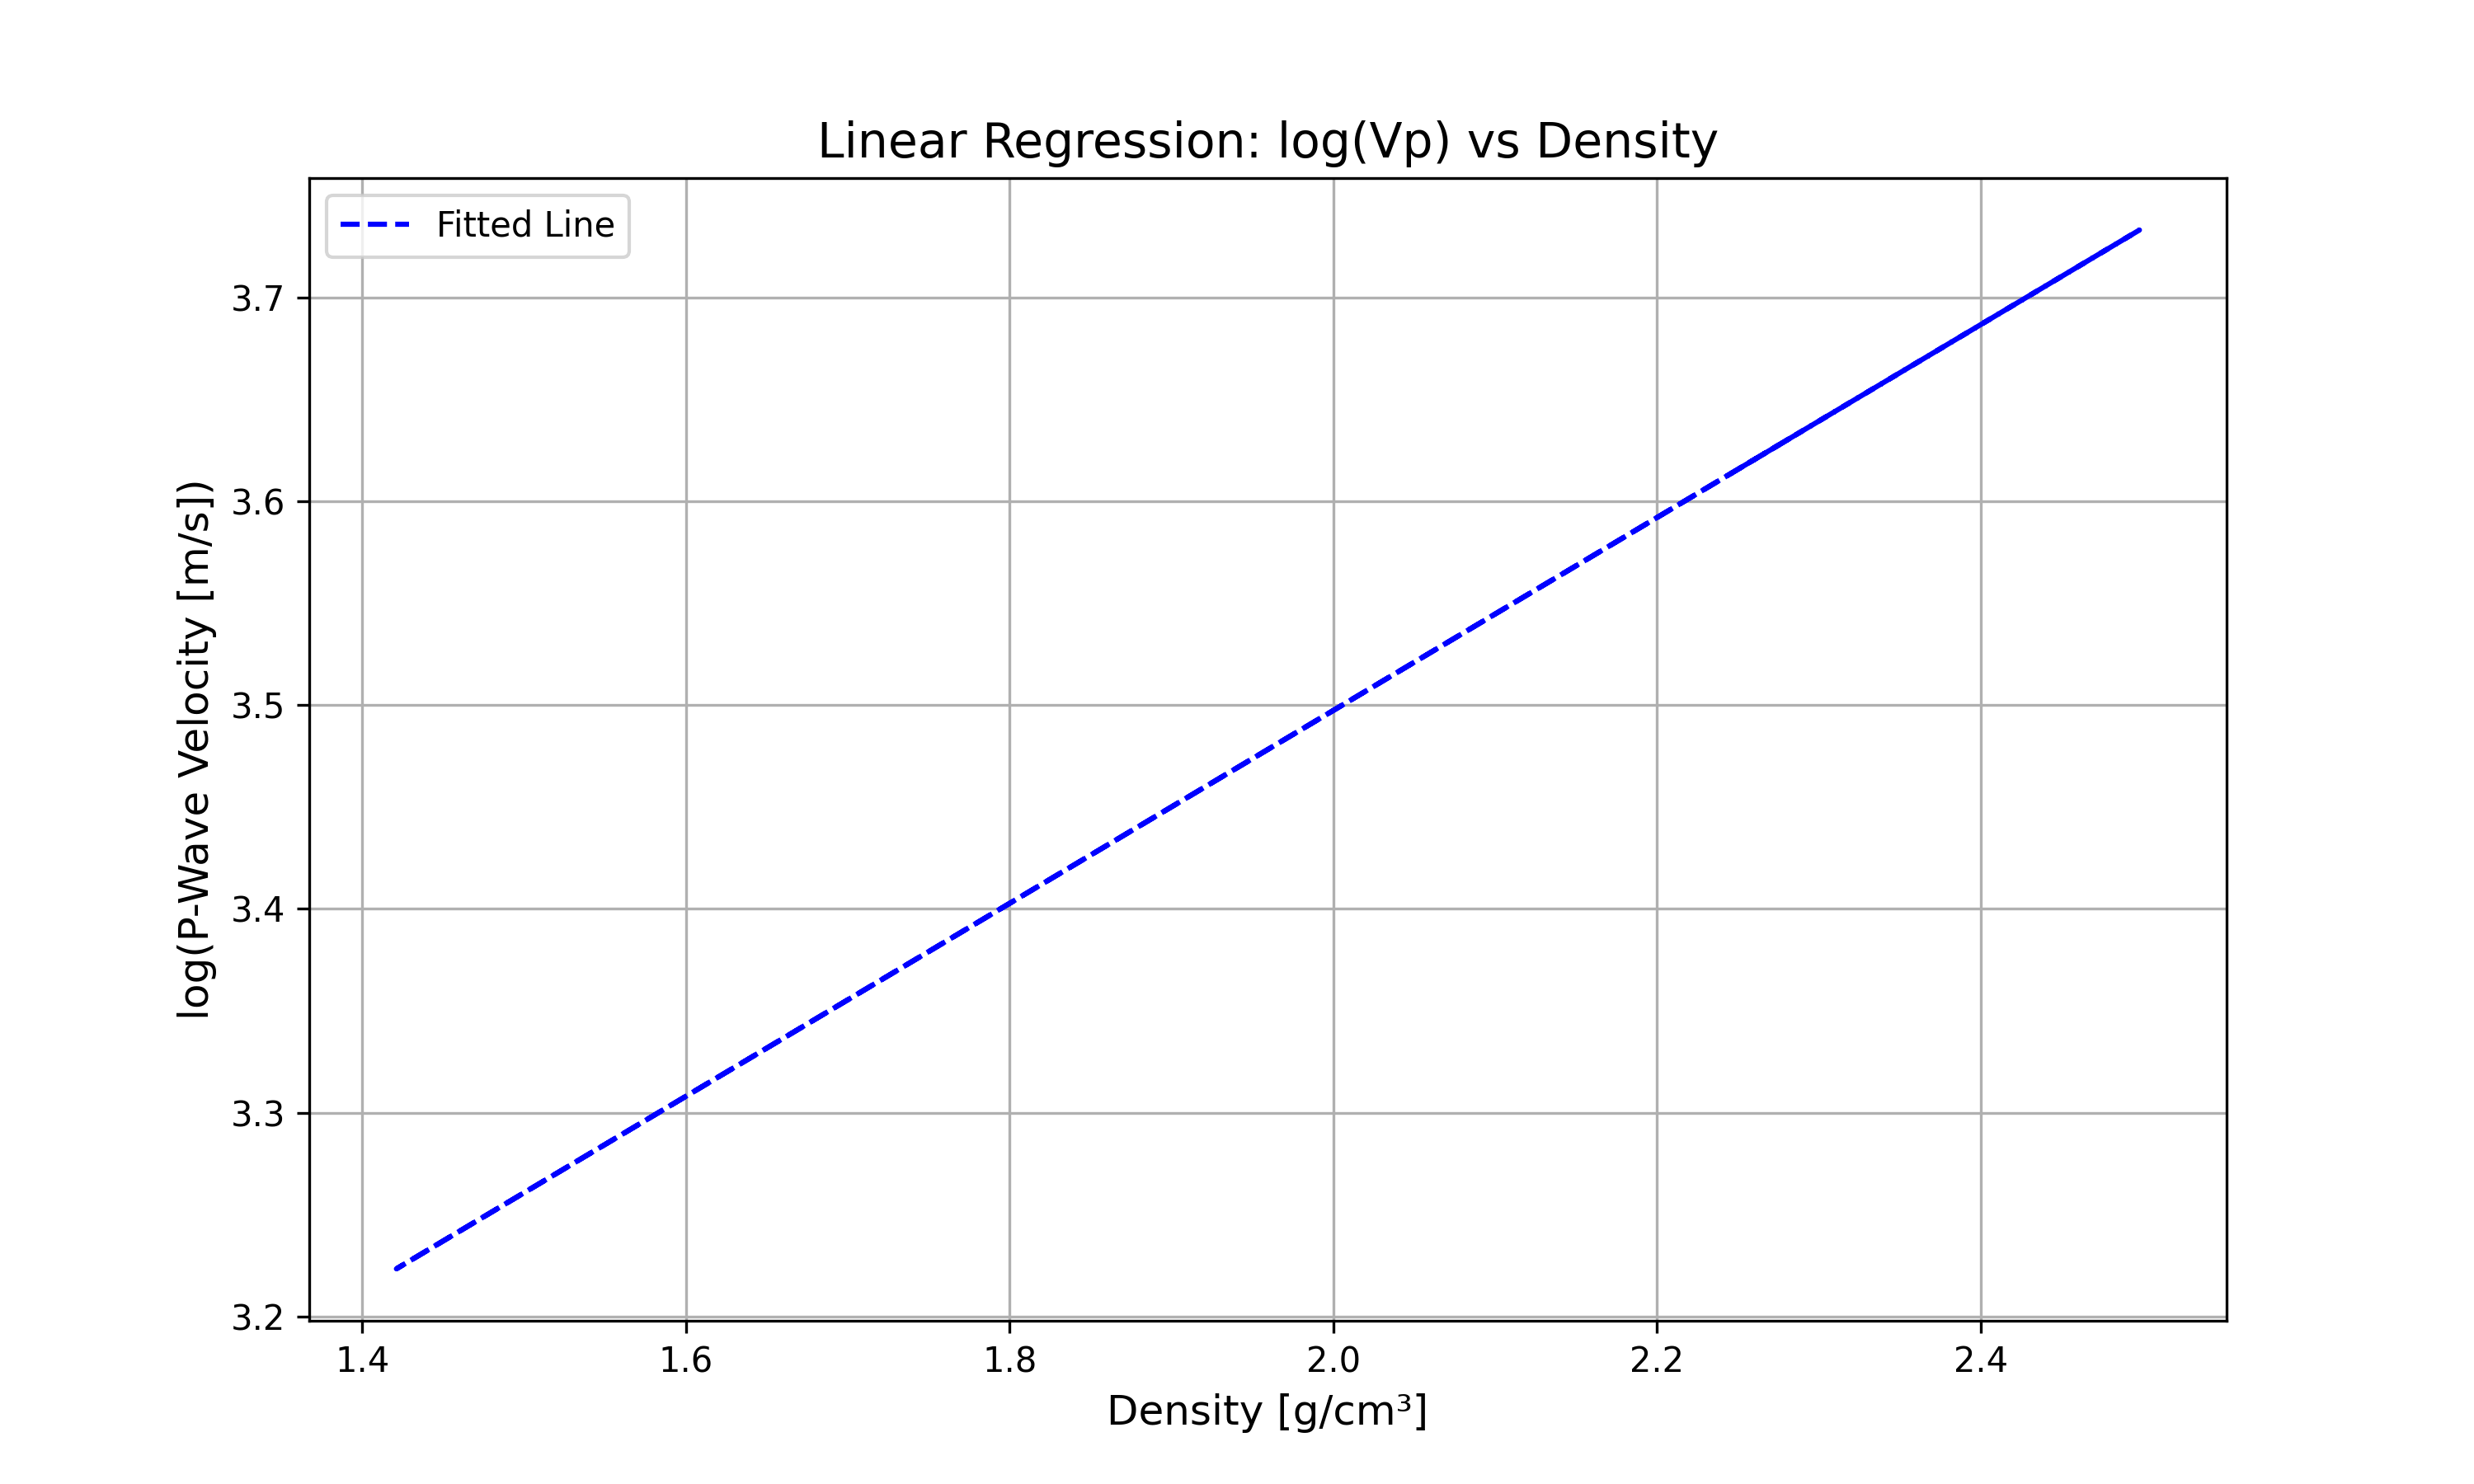 Linear Regression: log(Vp) vs Density
Fitted Line
log(P-Wave Velocity [m/s])
3.7
3.6
3.5
3.4
3.3
3.2
1.4 1.6 1.8 2.0 2.2 2.4
Density [g/cm³]